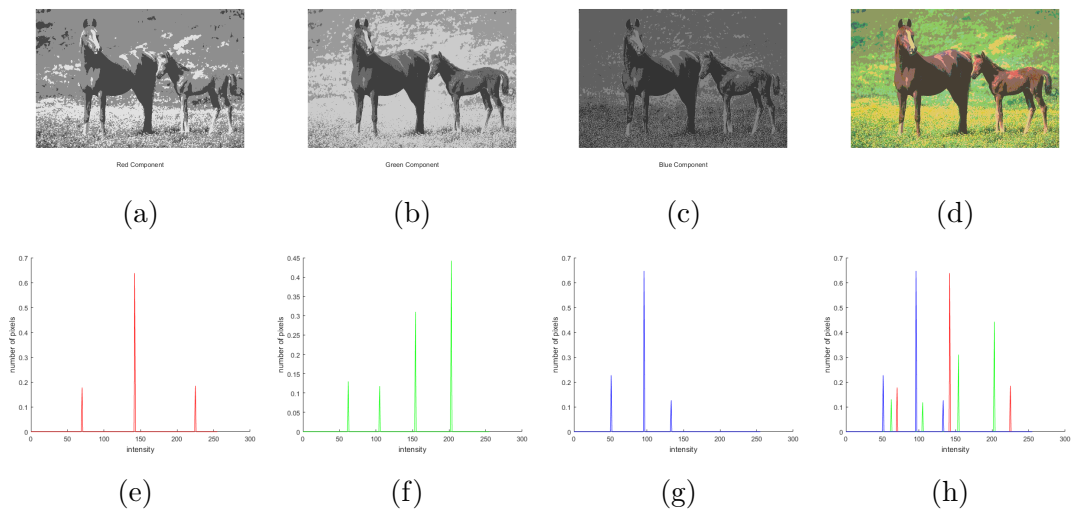 Red Component
Green Component
Blue Component
(a)
(b)
(c)
(d)
number of pixels
0.7
0.6
0.5
0.4
0.3
0.2
0.1
0
0 50 100 150 200 250 300
intensity
number of pixels
0.45
0.4
0.35
0.3
0.25
0.2
0.15
0.1
0.05
0
0 50 100 150 200 250 300
intensity
number of pixels
0.7
0.6
0.5
0.4
0.3
0.2
0.1
0
0 50 100 150 200 250 300
intensity
number of pixels
0.7
0.6
0.5
0.4
0.3
0.2
0.1
0
0 50 100 150 200 250 300
intensity
(e)
(f)
(g)
(h)